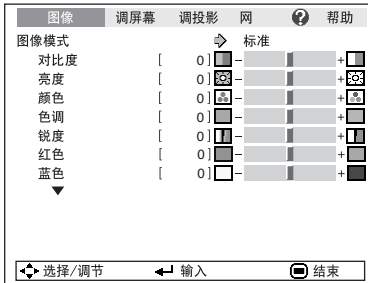 图像 调屏幕 调投影 网 ? 帮助
图像模式 标准
对比度 [ 0 ] - +
亮度 [ 0 ] - +
颜色 [ 0 ] - +
色调 [ 0 ] - +
锐度 [ 0 ] - +
红色 [ 0 ] - +
蓝色 [ 0 ] - +
选择/调节 输入 结束